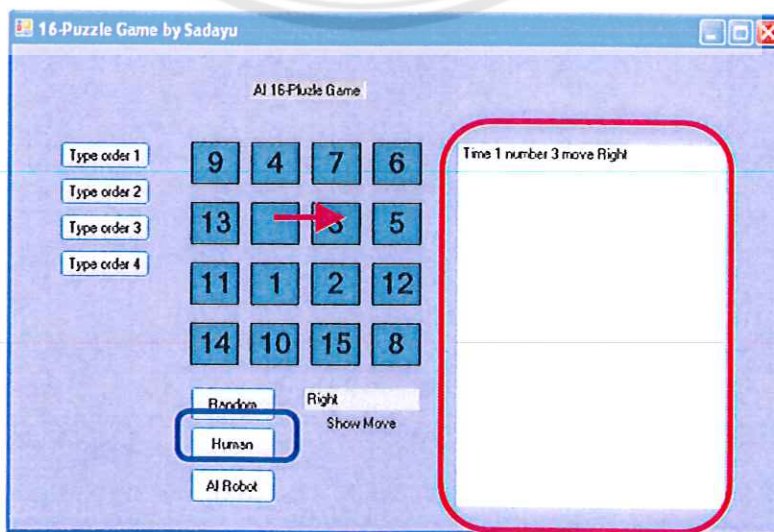 16-Puzzle Game by Sadayu
AI 16-Pluzle Game
Type order 1
Type order 2
Type order 3
Type order 4
9 4 7 6
13 3 5
11 1 2 12
14 10 15 8
Time 1 number 3 move Right
Random
Right
Show Move
Human
AI Robot